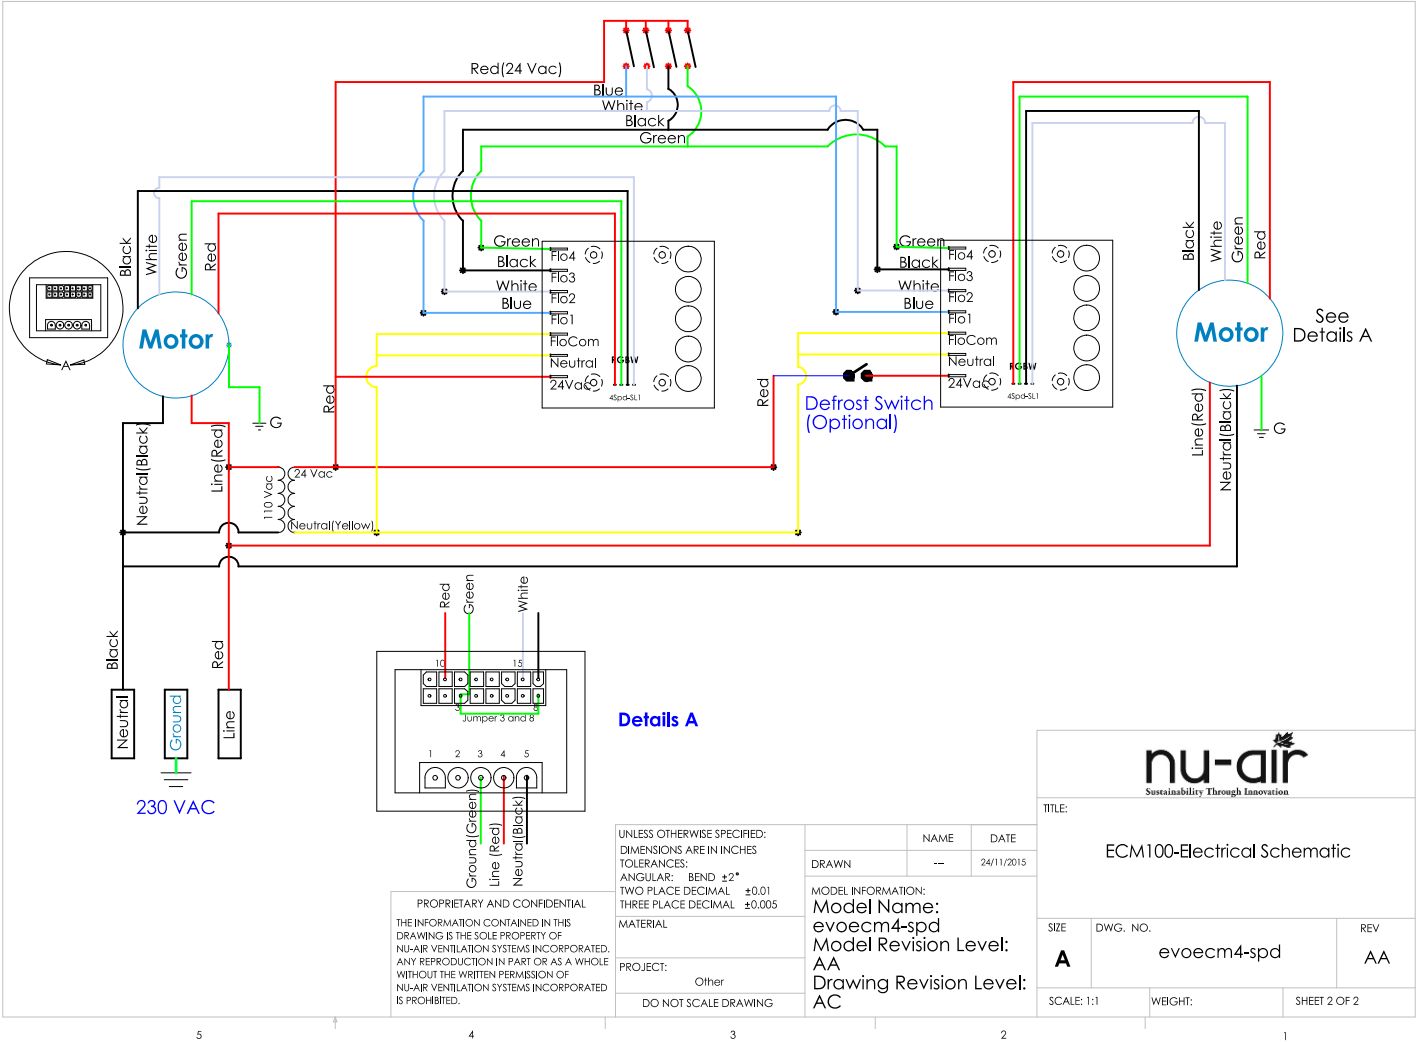 Red(24 Vac)
Blue
White
Black
Green
Black
White
Green
Red
Green
Black
White
Blue
Flo4
Flo3
Flo2
Flo1
FloCom
Neutral
24Vac
RGBW
4Spd-SL1
Green
Black
White
Blue
Flo4
Flo3
Flo2
Flo1
FloCom
Neutral
24Vac
RGBW
4Spd-SL1
Black
White
Green
Red
Motor
A
Motor
See
Details A
Red
Red
Defrost Switch
(Optional)
G
G
Neutral(Black)
Line(Red)
110 Vac
24 Vac
Neutral(Yellow)
Line(Red)
Neutral(Black)
Black
Red
Neutral
Ground
Line
230 VAC
Red
Green
White
10
15
3
8
Jumper 3 and 8
1 2 3 4 5
Ground(Green)
Line (Red)
Neutral(Black)
Details A
PROPRIETARY AND CONFIDENTIAL
THE INFORMATION CONTAINED IN THIS
DRAWING IS THE SOLE PROPERTY OF
NU-AIR VENTILATION SYSTEMS INCORPORATED.
ANY REPRODUCTION IN PART OR AS A WHOLE
WITHOUT THE WRITTEN PERMISSION OF
NU-AIR VENTILATION SYSTEMS INCORPORATED
IS PROHIBITED.
UNLESS OTHERWISE SPECIFIED:
DIMENSIONS ARE IN INCHES
TOLERANCES:
ANGULAR: BEND ±2°
TWO PLACE DECIMAL ±0.01
THREE PLACE DECIMAL ±0.005
MATERIAL
PROJECT:
Other
DO NOT SCALE DRAWING
NAME DATE
DRAWN -- 24/11/2015
MODEL INFORMATION:
Model Name:
evoecm4-spd
Model Revision Level:
AA
Drawing Revision Level:
AC
nu-air
Sustainability Through Innovation
TITLE:
ECM100-Electrical Schematic
SIZE
A
DWG. NO.
evoecm4-spd
REV
AA
SCALE: 1:1
WEIGHT:
SHEET 2 OF 2
5 4 3 2 1